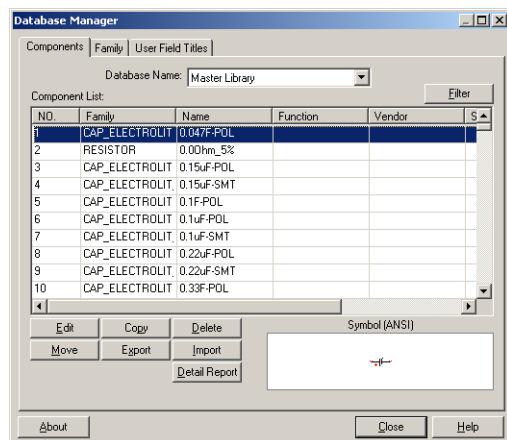 Database Manager
Components Family User Field Titles
Database Name: Master Library
Component List: Filter
NO. Family Name Function Vendor S
1 CAP_ELECTROLIT 0.047F-POL
2 RESISTOR 0.0Ohm_5%
3 CAP_ELECTROLIT 0.15uF-POL
4 CAP_ELECTROLIT 0.15uF-SMT
5 CAP_ELECTROLIT 0.1F-POL
6 CAP_ELECTROLIT 0.1uF-POL
7 CAP_ELECTROLIT 0.1uF-SMT
8 CAP_ELECTROLIT 0.22uF-POL
9 CAP_ELECTROLIT 0.22uF-SMT
10 CAP_ELECTROLIT 0.33F-POL
Edit Copy Delete Symbol (ANSI)
Move Export Import
Detail Report
About Close Help